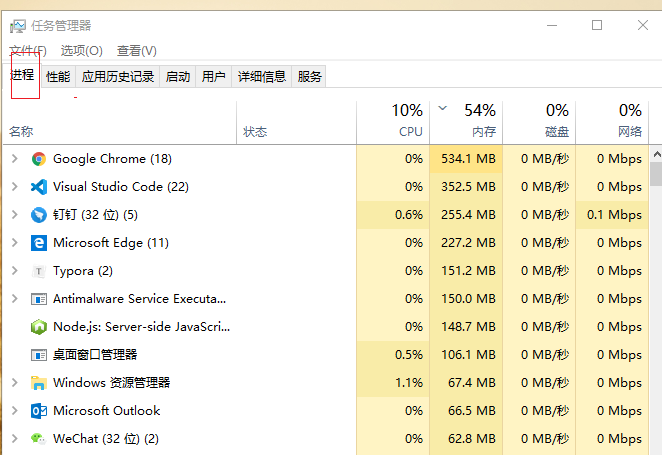 任务管理器
文件(F) 选项(O) 查看(V)
进程 性能 应用历史记录 启动 用户 详细信息 服务
10% 54% 0% 0%
名称 状态 CPU 内存 磁盘 网络
Google Chrome (18) 0% 534.1 MB 0 MB/秒 0 Mbps
Visual Studio Code (22) 0% 352.5 MB 0 MB/秒 0 Mbps
钉钉 (32 位) (5) 0.6% 255.4 MB 0 MB/秒 0.1 Mbps
Microsoft Edge (11) 0% 227.2 MB 0 MB/秒 0 Mbps
T Typora (2) 0% 151.2 MB 0 MB/秒 0 Mbps
Antimalware Service Executa... 0% 150.0 MB 0 MB/秒 0 Mbps
Node.js: Server-side JavaScri... 0% 148.7 MB 0 MB/秒 0 Mbps
桌面窗口管理器 0.5% 106.1 MB 0 MB/秒 0 Mbps
Windows 资源管理器 1.1% 67.4 MB 0 MB/秒 0 Mbps
Microsoft Outlook 0% 66.5 MB 0 MB/秒 0 Mbps
WeChat (32 位) (2) 0% 62.8 MB 0 MB/秒 0 Mbps